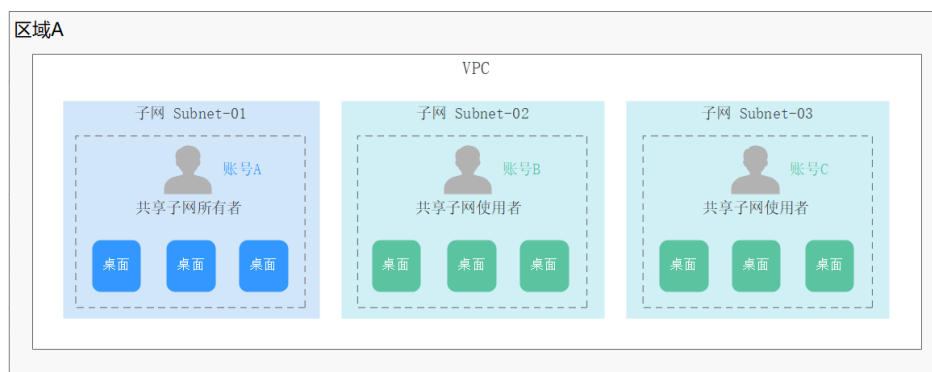 区域A
VPC
子网 Subnet-01
账号A
共享子网所有者
桌面 桌面 桌面
子网 Subnet-02
账号B
共享子网使用者
桌面 桌面 桌面
子网 Subnet-03
账号C
共享子网使用者
桌面 桌面 桌面